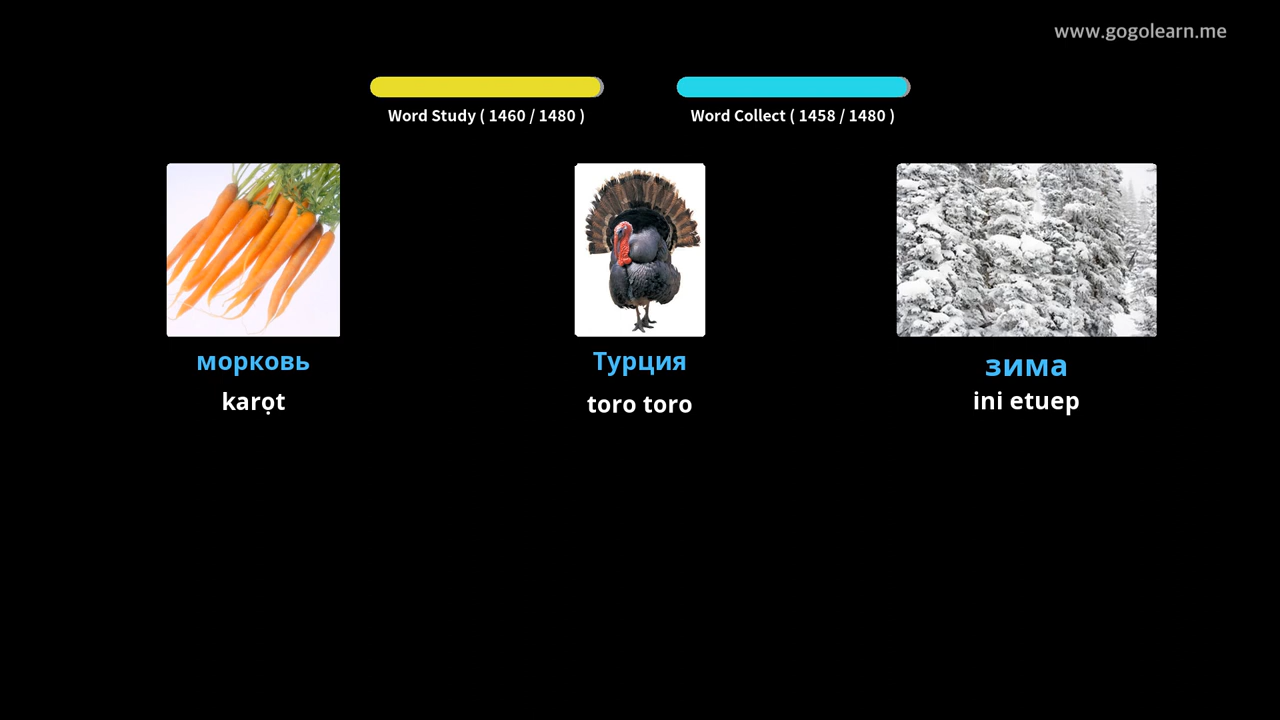 www.gogolearn.me
Word Study ( 1460 / 1480 )
Word Collect ( 1458 / 1480 )
морковь
Турция
зима
karọt
toro toro
ini etuep